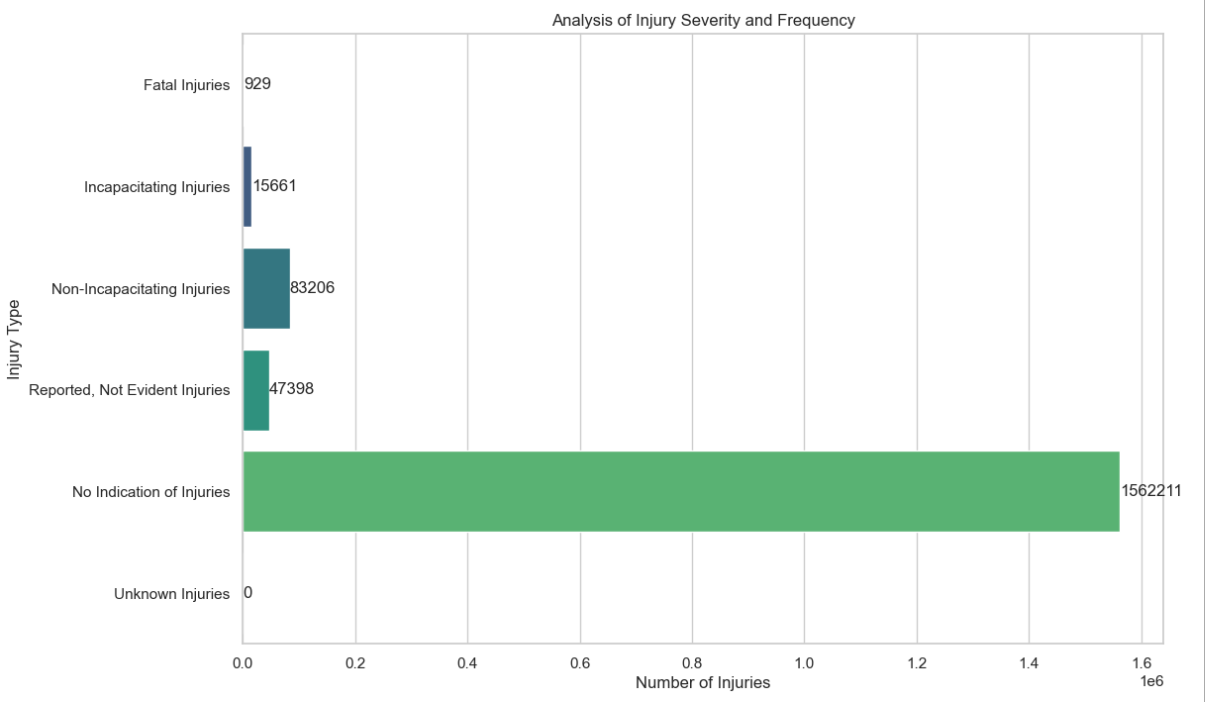 Analysis of Injury Severity and Frequency
Injury Type
Fatal Injuries 929
Incapacitating Injuries 15661
Non-Incapacitating Injuries 83206
Reported, Not Evident Injuries 47398
No Indication of Injuries 1562211
Unknown Injuries 0
0.0 0.2 0.4 0.6 0.8 1.0 1.2 1.4 1.6
1e6
Number of Injuries